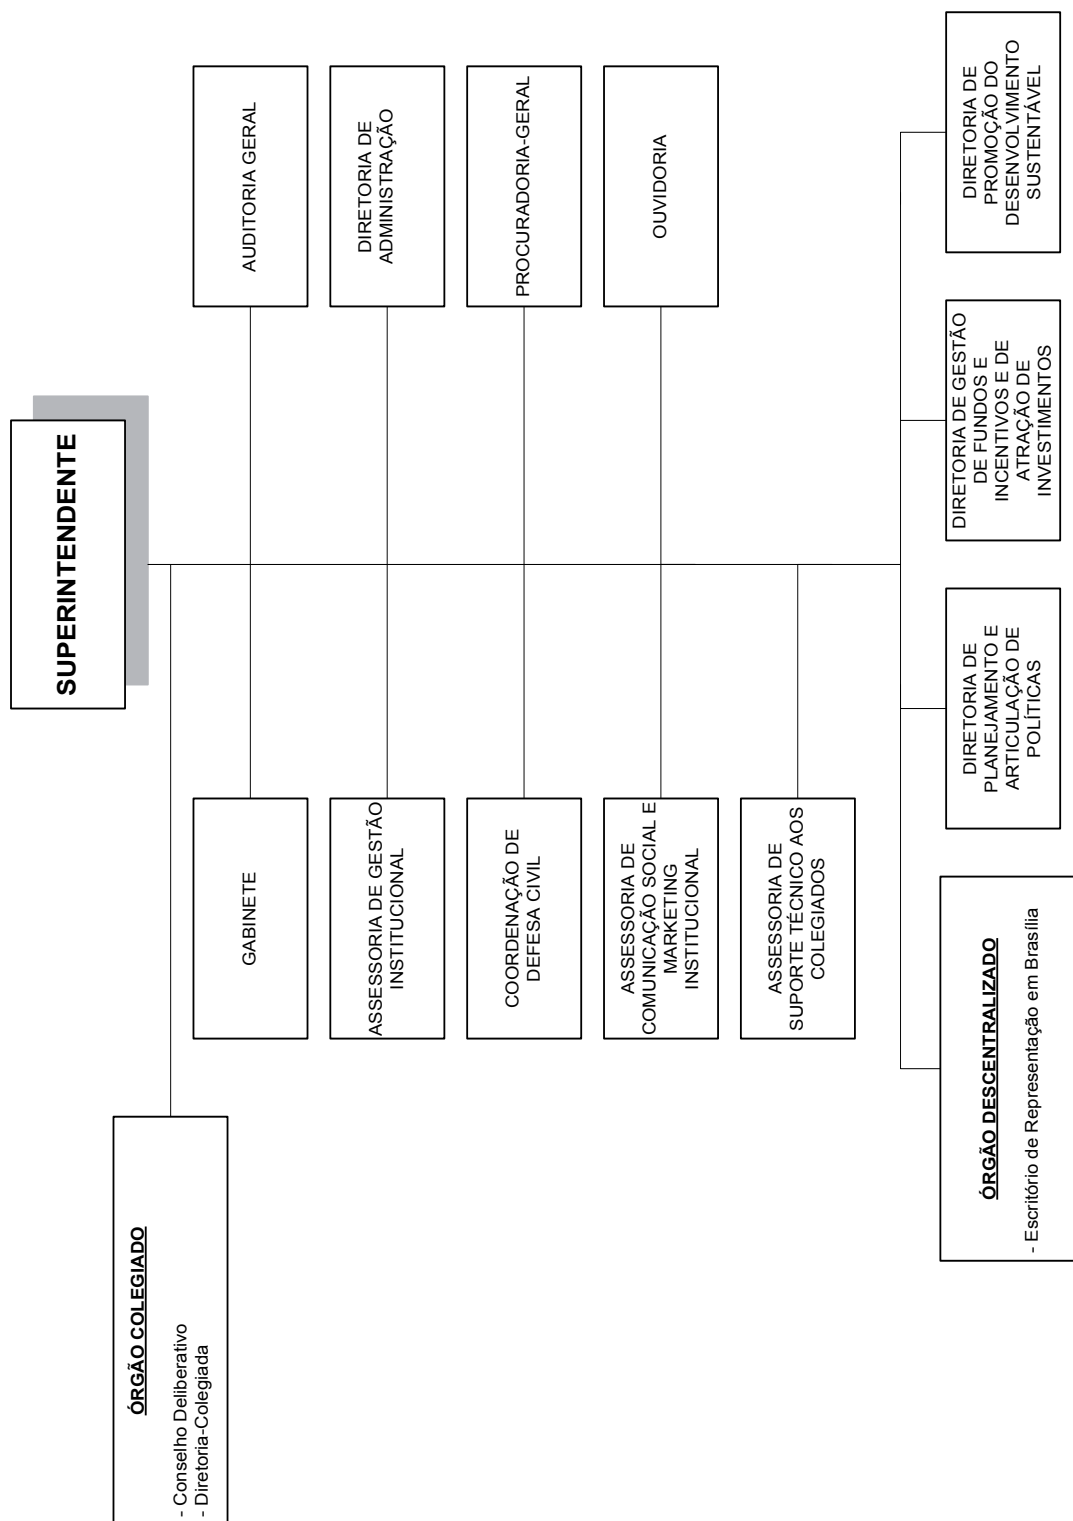 SUPERINTENDENTE
ÓRGÃO COLEGIADO
- Conselho Deliberativo
- Diretoria-Colegiada
GABINETE
AUDITORIA GERAL
ASSESSORIA DE GESTÃO
INSTITUCIONAL
DIRETORIA DE
ADMINISTRAÇÃO
COORDENAÇÃO DE
DEFESA CIVIL
PROCURADORIA-GERAL
ASSESSORIA DE
COMUNICAÇÃO SOCIAL E
MARKETING
INSTITUCIONAL
OUVIDORIA
ASSESSORIA DE
SUPORTE TÉCNICO AOS
COLEGIADOS
ÓRGÃO DESCENTRALIZADO
- Escritório de Representação em Brasília
DIRETORIA DE
PLANEJAMENTO E
ARTICULAÇÃO DE
POLÍTICAS
DIRETORIA DE GESTÃO
DE FUNDOS E
INCENTIVOS E DE
ATRAÇÃO DE
INVESTIMENTOS
DIRETORIA DE
PROMOÇÃO DO
DESENVOLVIMENTO
SUSTENTÁVEL